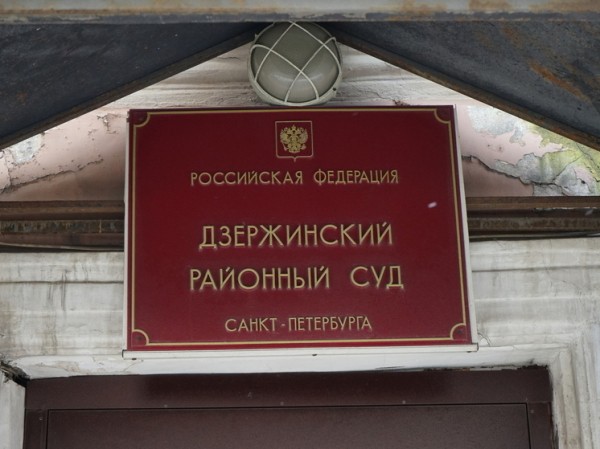 РОССИЙСКАЯ ФЕДЕРАЦИЯ
ДЗЕРЖИНСКИЙ
РАЙОННЫЙ СУД
САНКТ-ПЕТЕРБУРГА